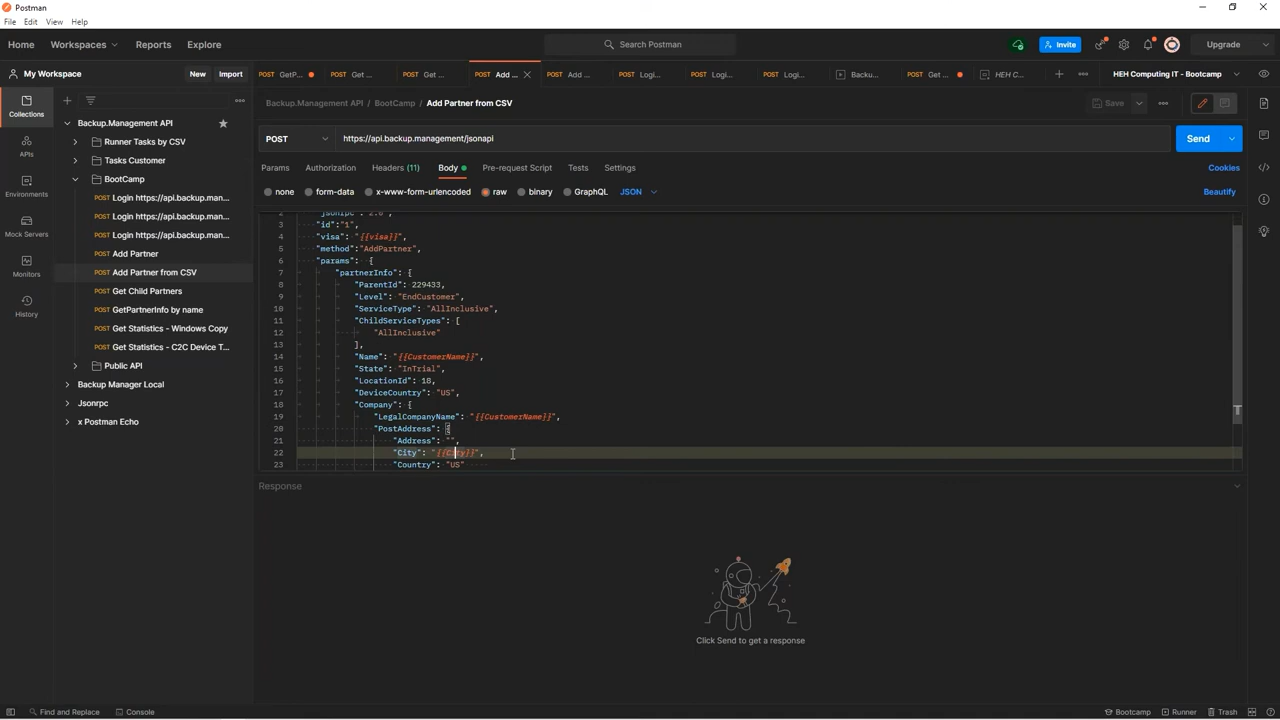 Postman
File Edit View Help
Home Workspaces Reports Explore Search Postman Invite Upgrade
My Workspace New Import
GetP... Get ... Get ... Add ... Add ... Logi... Logi... Logi... Backu... Get ... HEH C... HEH Computing IT - Bootcamp
Collections
APIs
Environments
Mock Servers
Monitors
History
Backup.Management API
Runner Tasks by CSV
Tasks Customer
BootCamp
POST Login https://api.backup.man...
POST Login https://api.backup.man...
POST Login https://api.backup.man...
POST Add Partner
POST Add Partner from CSV
POST Get Child Partners
POST GetPartnerInfo by name
POST Get Statistics - Windows Copy
POST Get Statistics - C2C Device T...
Public API
Backup Manager Local
Jsonrpc
x Postman Echo
Backup.Management API / BootCamp / Add Partner from CSV Save
POST https://api.backup.management/jsonapi Send
Params Authorization Headers (11) Body Pre-request Script Tests Settings Cookies
none form-data x-www-form-urlencoded raw binary GraphQL JSON Beautify
2 "jsonrpc":"2.0",
3 "id":"1",
4 "visa": "{{visa}}",
5 "method":"AddPartner",
6 "params": {
7 "partnerInfo": {
8 "ParentId": 229433,
9 "Level": "EndCustomer",
10 "ServiceType": "AllInclusive",
11 "ChildServiceTypes": [
12 "AllInclusive"
13 ],
14 "Name": "{{CustomerName}}",
15 "State": "InTrial",
16 "LocationId": 18,
17 "DeviceCountry": "US",
18 "Company": {
19 "LegalCompanyName": "{{CustomerName}}",
20 "PostAddress": {
21 "Address": "",
22 "City": "{{City}}",
23 "Country": "US"
Response
Click Send to get a response
Find and Replace Console Bootcamp Runner Trash